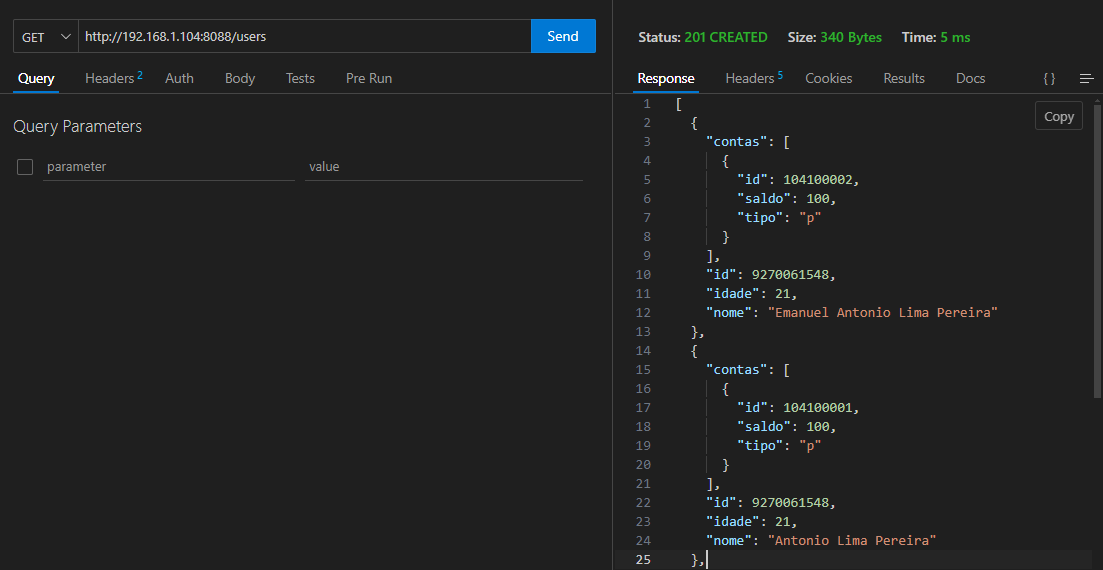 GET http://192.168.1.104:8088/users Send
Query Headers 2 Auth Body Tests Pre Run
Query Parameters
parameter value
Status: 201 CREATED Size: 340 Bytes Time: 5 ms
Response Headers 5 Cookies Results Docs { }
Copy
1 [
2 {
3 "contas": [
4 {
5 "id": 104100002,
6 "saldo": 100,
7 "tipo": "p"
8 }
9 ],
10 "id": 9270061548,
11 "idade": 21,
12 "nome": "Emanuel Antonio Lima Pereira"
13 },
14 {
15 "contas": [
16 {
17 "id": 104100001,
18 "saldo": 100,
19 "tipo": "p"
20 }
21 ],
22 "id": 9270061548,
23 "idade": 21,
24 "nome": "Antonio Lima Pereira"
25 },